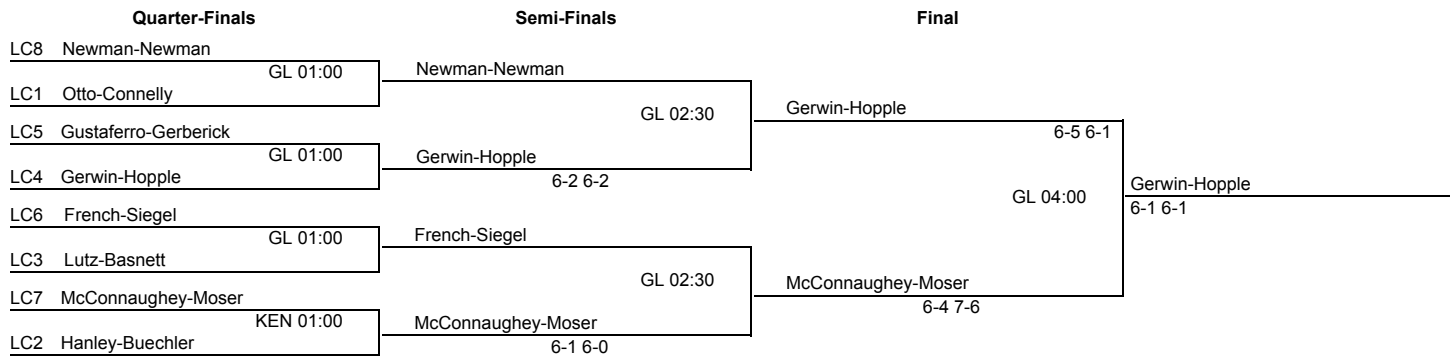 Quarter-Finals Semi-Finals Final
LC8 Newman-Newman
GL 01:00
LC1 Otto-Connelly
LC5 Gustaferro-Gerberick
GL 01:00
LC4 Gerwin-Hopple
LC6 French-Siegel
GL 01:00
LC3 Lutz-Basnett
LC7 McConnaughey-Moser
KEN 01:00
LC2 Hanley-Buechler
Newman-Newman
GL 02:30
Gerwin-Hopple
6-2 6-2
French-Siegel
GL 02:30
McConnaughey-Moser
6-1 6-0
Gerwin-Hopple
6-5 6-1
GL 04:00
McConnaughey-Moser
6-4 7-6
Gerwin-Hopple
6-1 6-1